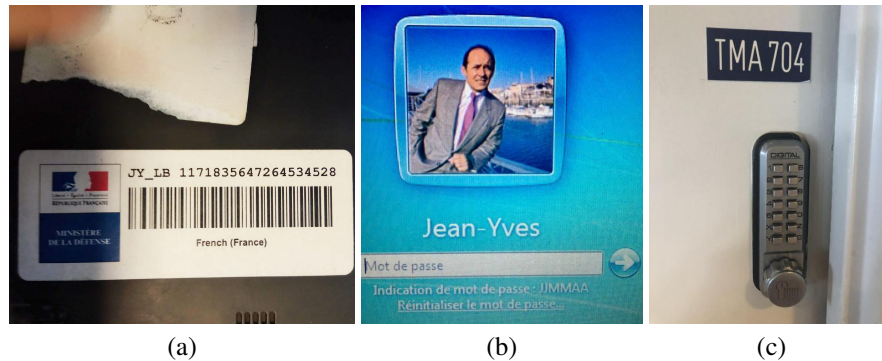 JY_LB 1171835647264534528
RÉPUBLIQUE FRANÇAISE
MINISTÈRE
DE LA DÉFENSE
French (France)
Jean-Yves
Mot de passe
Indication de mot de passe : JJMMAA
Réinitialiser le mot de passe...
TMA 704
DIGITAL
(a)
(b)
(c)